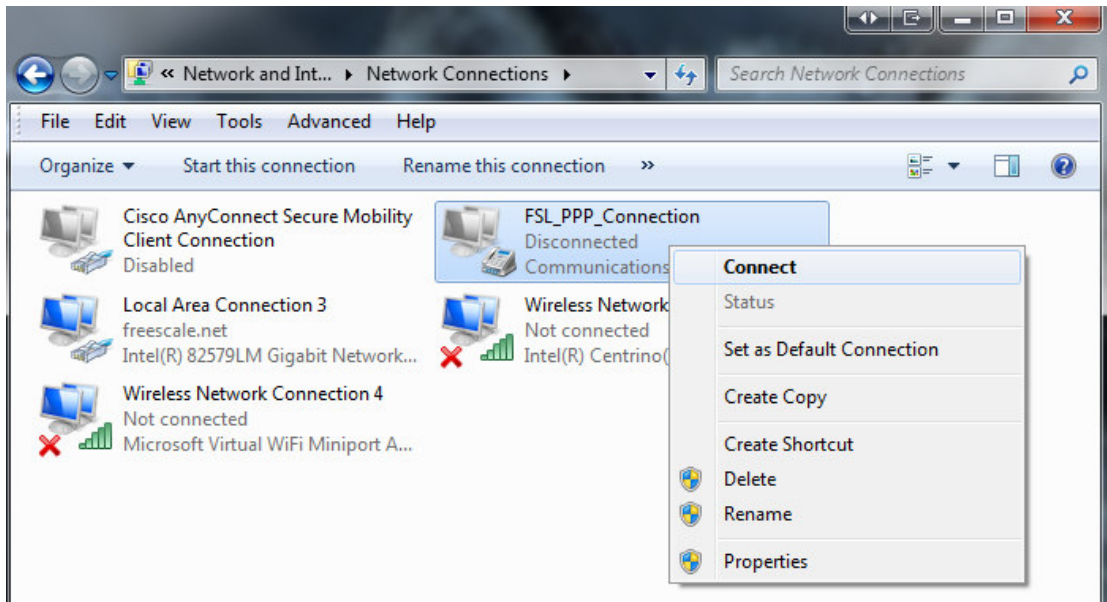 « Network and Int... ▸ Network Connections ▸
Search Network Connections
File Edit View Tools Advanced Help
Organize ▾ Start this connection Rename this connection »
Cisco AnyConnect Secure Mobility
Client Connection
Disabled
FSL_PPP_Connection
Disconnected
Communications
Local Area Connection 3
freescale.net
Intel(R) 82579LM Gigabit Network...
Wireless Network
Not connected
Intel(R) Centrino(
Wireless Network Connection 4
Not connected
Microsoft Virtual WiFi Miniport A...
Connect
Status
Set as Default Connection
Create Copy
Create Shortcut
Delete
Rename
Properties